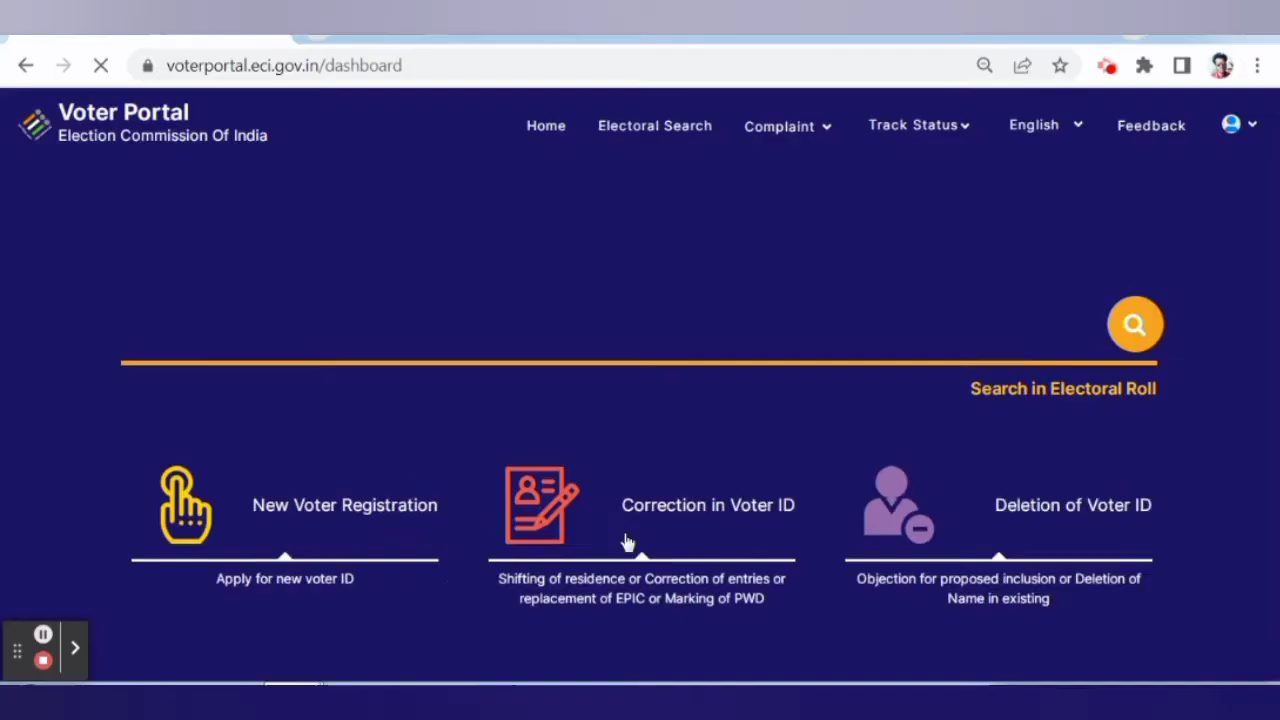 voterportal.eci.gov.in/dashboard
Voter Portal
Election Commission Of India
Home
Electoral Search
Complaint
Track Status
English
Feedback
Search in Electoral Roll
New Voter Registration
Apply for new voter ID
Correction in Voter ID
Shifting of residence or Correction of entries or
replacement of EPIC or Marking of PWD
Deletion of Voter ID
Objection for proposed inclusion or Deletion of
Name in existing